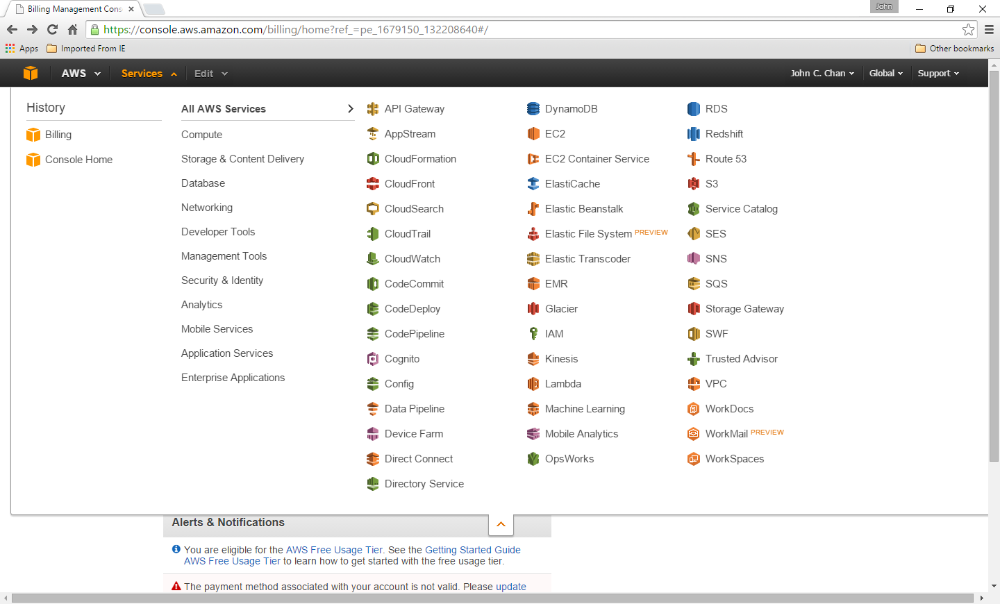 Billing Management Cons
John
https://console.aws.amazon.com/billing/home?ref_=pe_1679150_132208640#/
Apps
Imported From IE
Other bookmarks
AWS
Services
Edit
John C. Chan
Global
Support
History
Billing
Console Home
All AWS Services
Compute
Storage & Content Delivery
Database
Networking
Developer Tools
Management Tools
Security & Identity
Analytics
Mobile Services
Application Services
Enterprise Applications
API Gateway
AppStream
CloudFormation
CloudFront
CloudSearch
CloudTrail
CloudWatch
CodeCommit
CodeDeploy
CodePipeline
Cognito
Config
Data Pipeline
Device Farm
Direct Connect
Directory Service
DynamoDB
EC2
EC2 Container Service
ElastiCache
Elastic Beanstalk
Elastic File System PREVIEW
Elastic Transcoder
EMR
Glacier
IAM
Kinesis
Lambda
Machine Learning
Mobile Analytics
OpsWorks
RDS
Redshift
Route 53
S3
Service Catalog
SES
SNS
SQS
Storage Gateway
SWF
Trusted Advisor
VPC
WorkDocs
WorkMail PREVIEW
WorkSpaces
Alerts & Notifications
You are eligible for the AWS Free Usage Tier. See the Getting Started Guide
AWS Free Usage Tier to learn how to get started with the free usage tier.
The payment method associated with your account is not valid. Please update